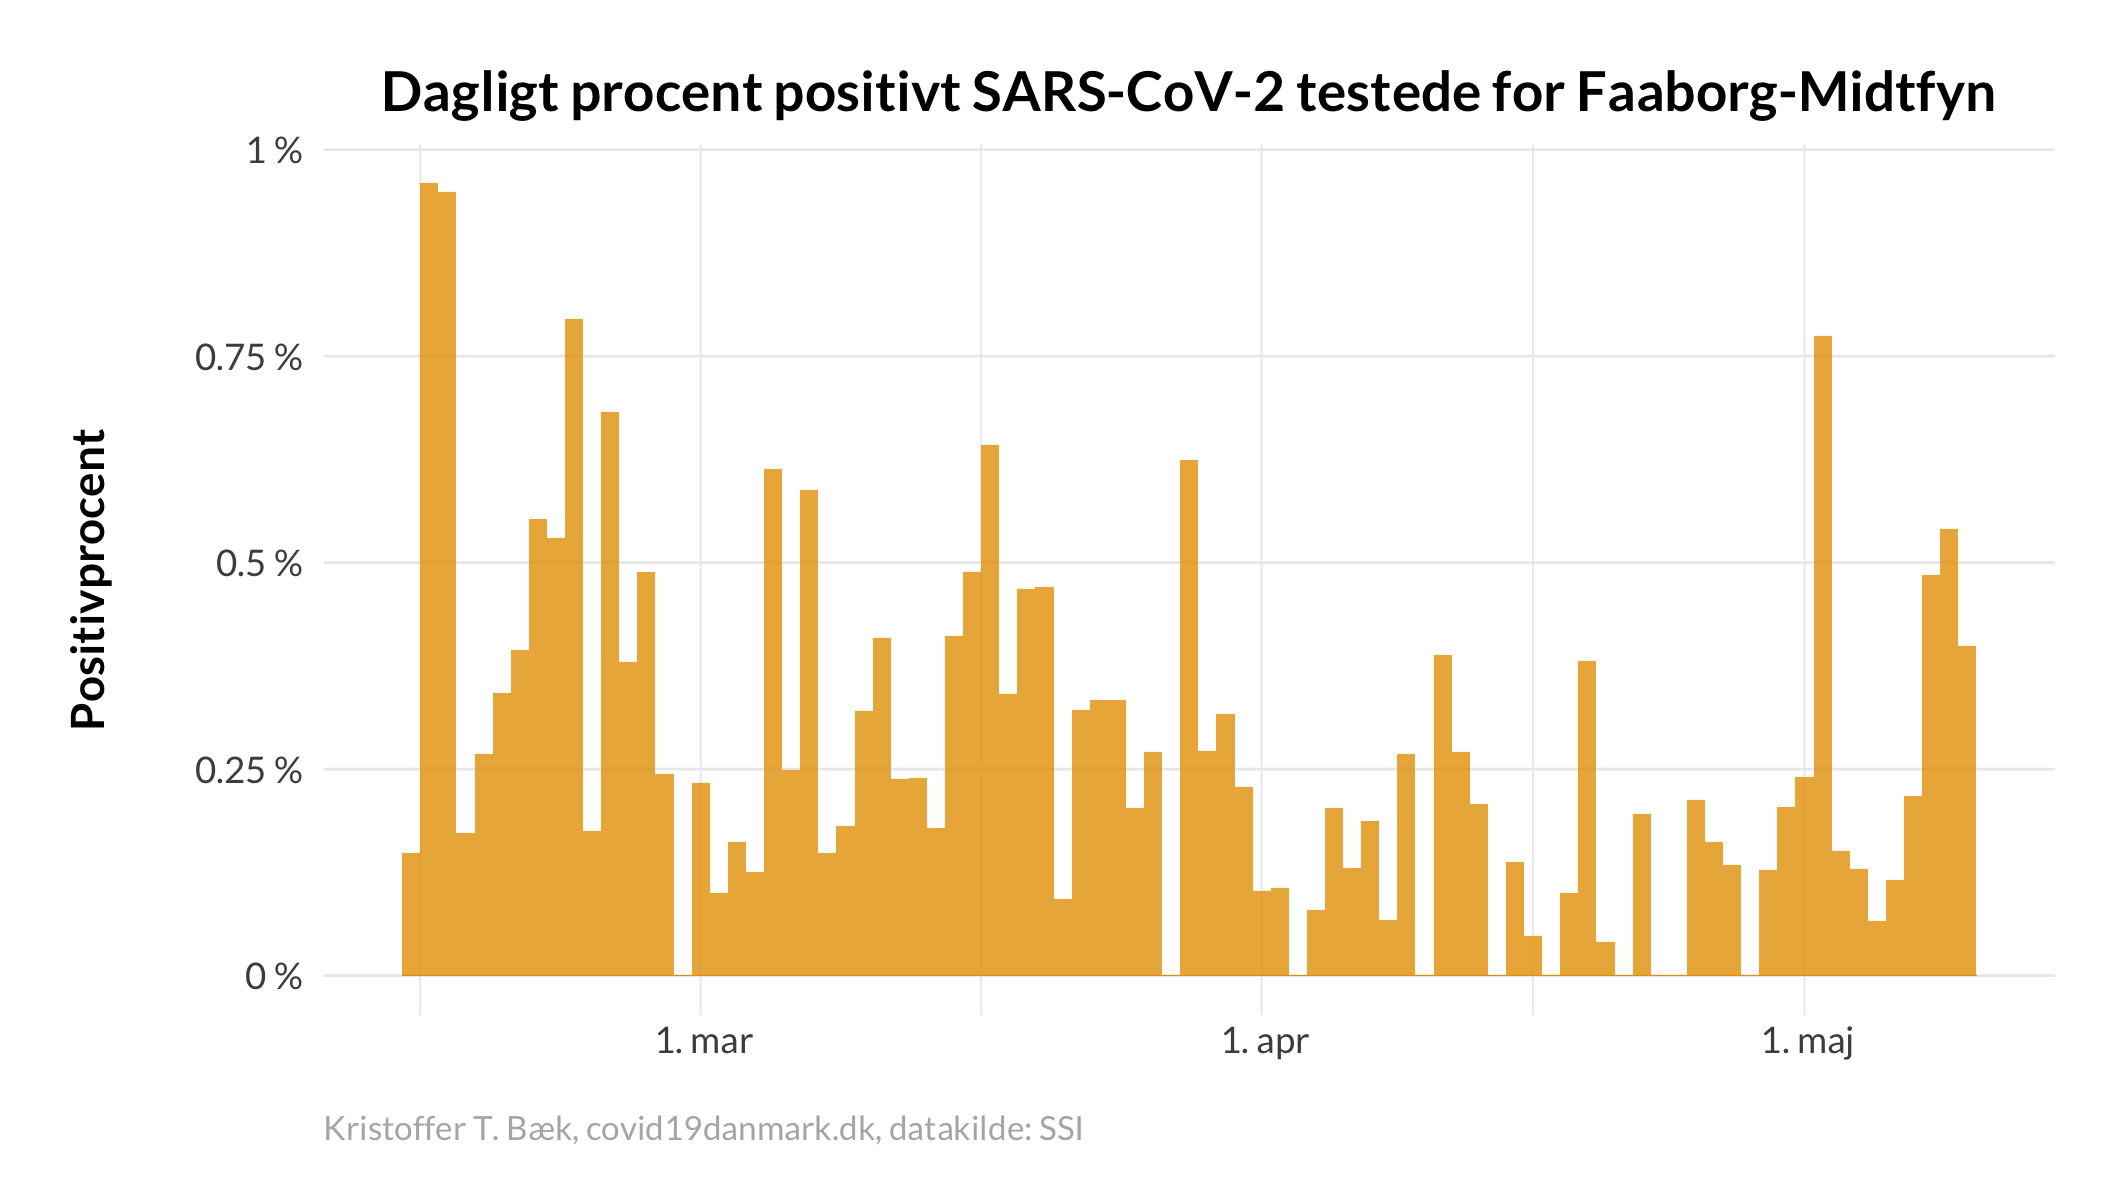 Dagligt procent positivt SARS-CoV-2 testede for Faaborg-Midtfyn
Positivprocent
1 %
0.75 %
0.5 %
0.25 %
0 %
1. mar
1. apr
1. maj
Kristoffer T. Bæk, covid19danmark.dk, datakilde: SSI